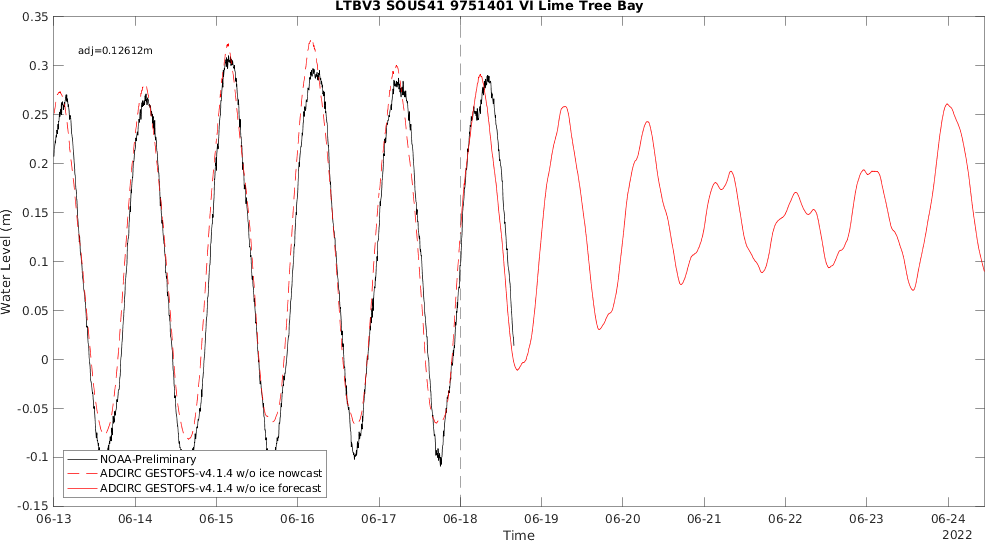 LTBV3 SOUS41 9751401 VI Lime Tree Bay
adj=0.12612m
0.35
0.3
0.25
0.2
0.15
0.1
0.05
0
-0.05
-0.1
-0.15
Water Level (m)
NOAA-Preliminary
ADCIRC GESTOFS-v4.1.4 w/o ice nowcast
ADCIRC GESTOFS-v4.1.4 w/o ice forecast
06-13 06-14 06-15 06-16 06-17 06-18 06-19 06-20 06-21 06-22 06-23 06-24
Time
2022